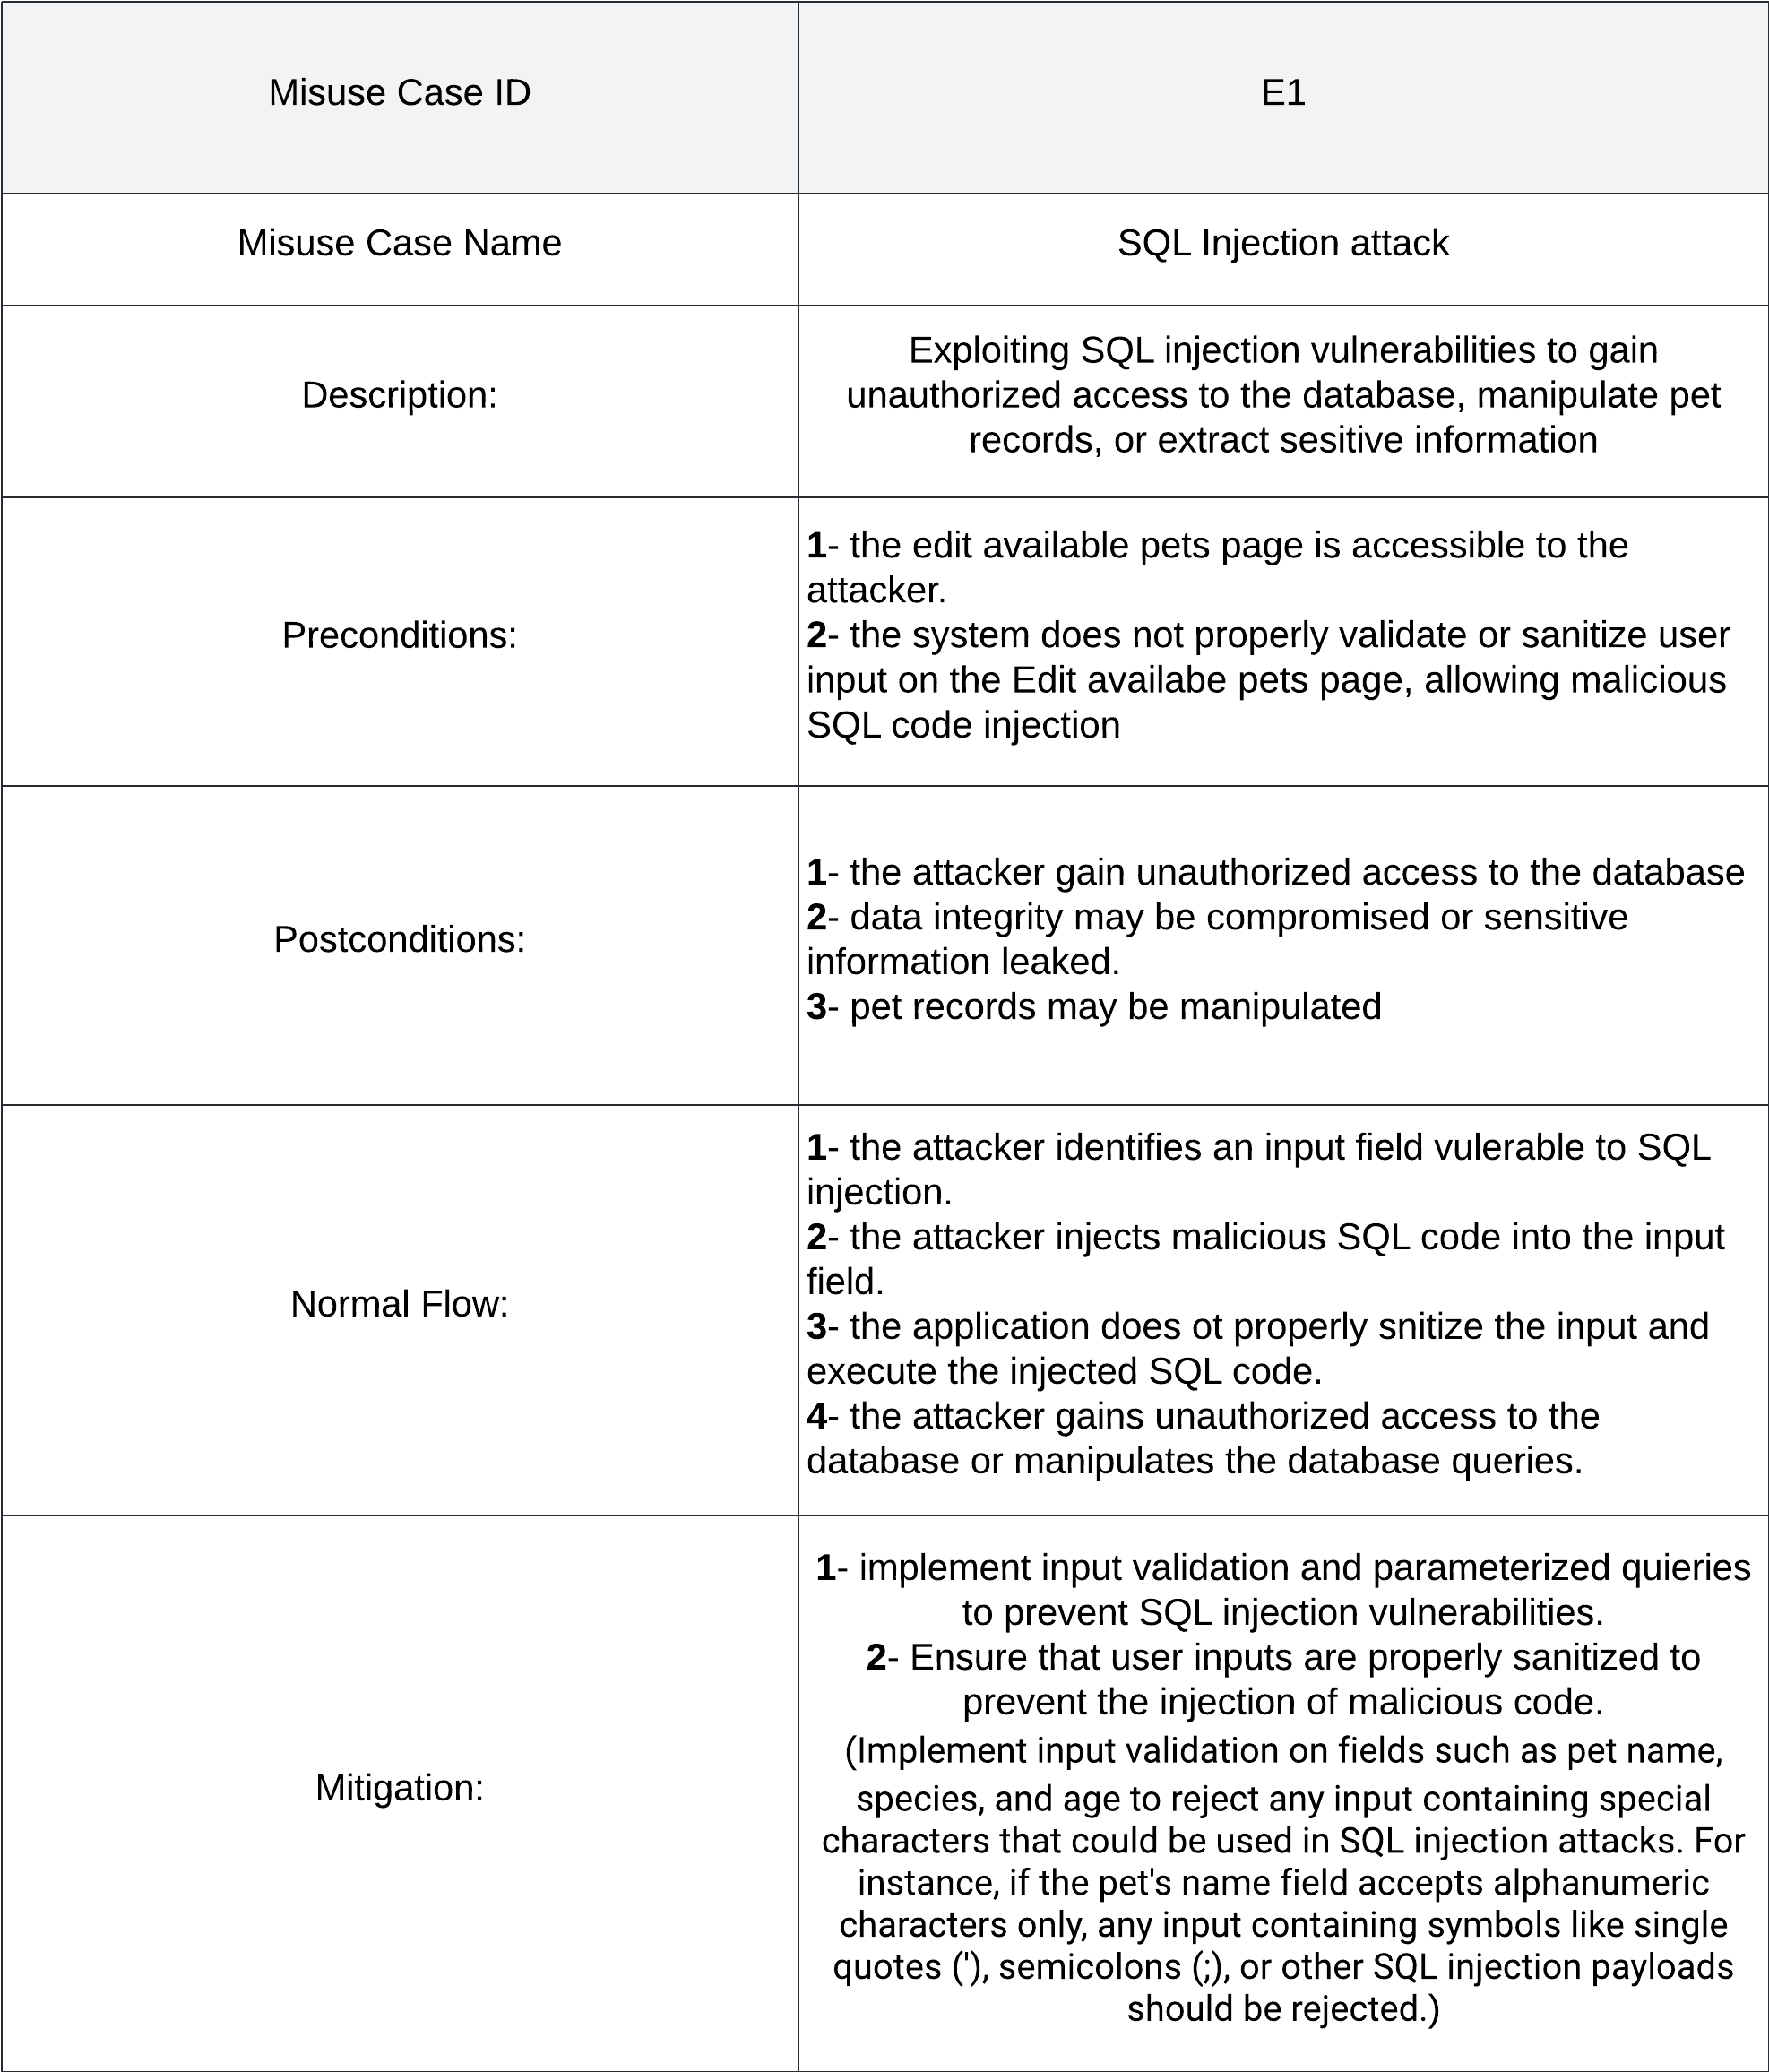 Misuse Case ID
E1
Misuse Case Name
SQL Injection attack
Description:
Exploiting SQL injection vulnerabilities to gain
unauthorized access to the database, manipulate pet
records, or extract sesitive information
Preconditions:
1- the edit available pets page is accessible to the
attacker.
2- the system does not properly validate or sanitize user
input on the Edit availabe pets page, allowing malicious
SQL code injection
Postconditions:
1- the attacker gain unauthorized access to the database
2- data integrity may be compromised or sensitive
information leaked.
3- pet records may be manipulated
Normal Flow:
1- the attacker identifies an input field vulerable to SQL
injection.
2- the attacker injects malicious SQL code into the input
field.
3- the application does ot properly snitize the input and
execute the injected SQL code.
4- the attacker gains unauthorized access to the
database or manipulates the database queries.
Mitigation:
1- implement input validation and parameterized quieries
to prevent SQL injection vulnerabilities.
2- Ensure that user inputs are properly sanitized to
prevent the injection of malicious code.
(Implement input validation on fields such as pet name,
species, and age to reject any input containing special
characters that could be used in SQL injection attacks. For
instance, if the pet's name field accepts alphanumeric
characters only, any input containing symbols like single
quotes ('), semicolons (;), or other SQL injection payloads
should be rejected.)